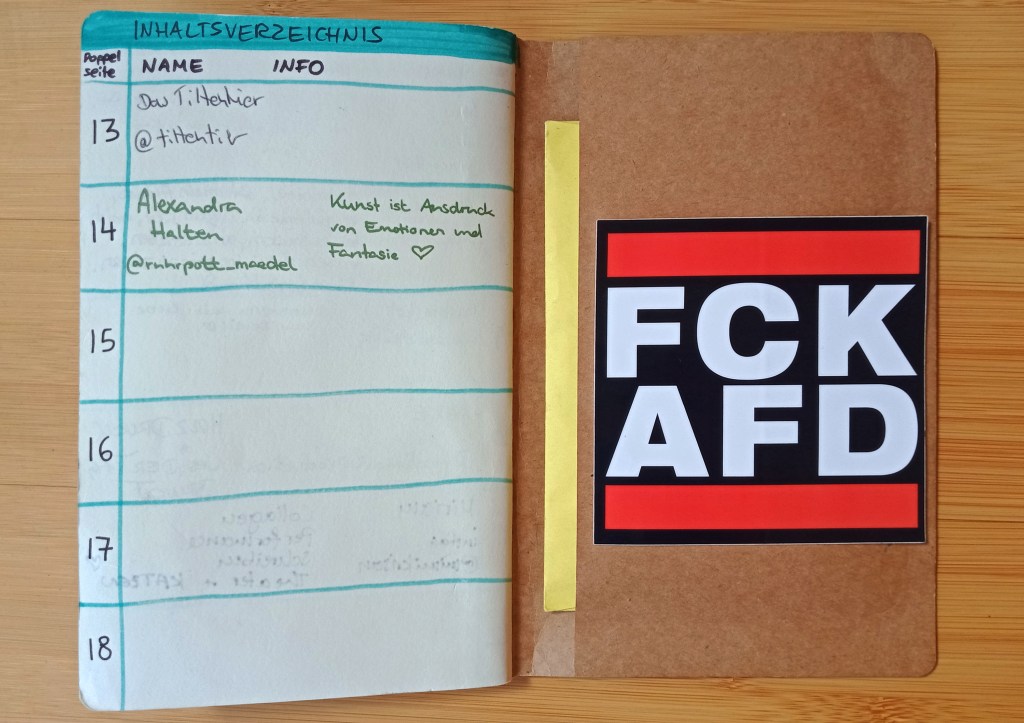 INHALTSVERZEICHNIS
Doppel
seite
NAME INFO
13
@tittentier
14
Alexandra
Halten
@ruhrpott_maedel
Kunst ist Ausdruck
von Emotionen und
Fantasie ♡
15
16
17
18
FCK
AFD